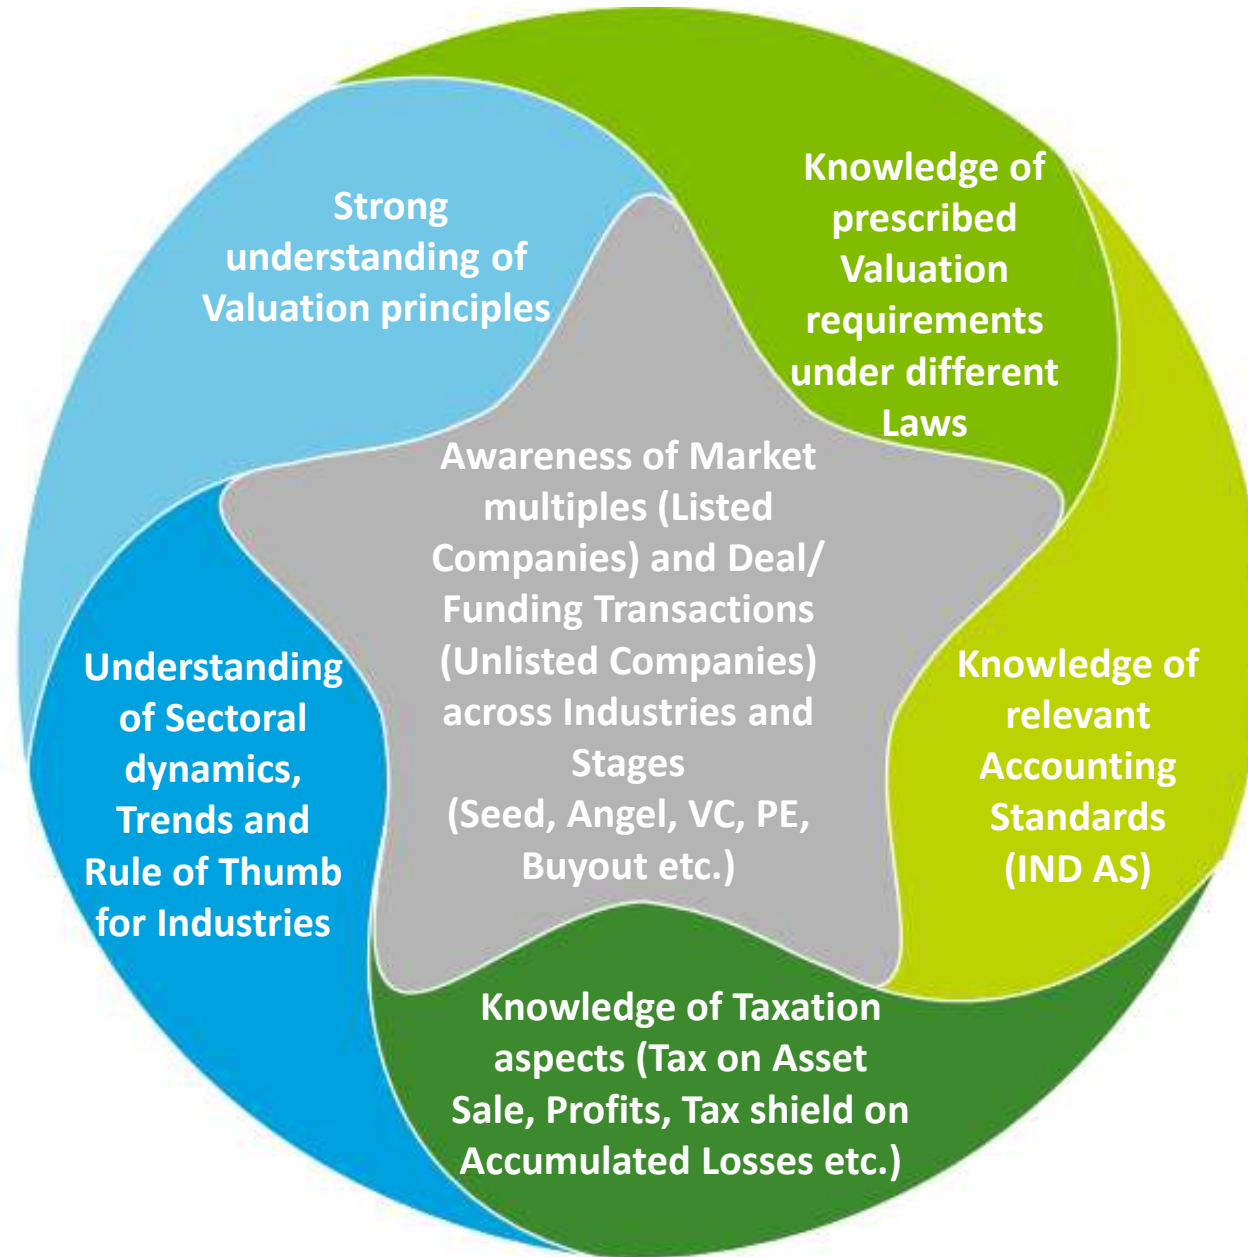 Strong
understanding of
Valuation principles
Knowledge of
prescribed
Valuation
requirements
under different
Laws
Awareness of Market
multiples (Listed
Companies) and Deal/
Funding Transactions
(Unlisted Companies)
across Industries and
Stages
(Seed, Angel, VC, PE,
Buyout etc.)
Understanding
of Sectoral
dynamics,
Trends and
Rule of Thumb
for Industries
Knowledge of
relevant
Accounting
Standards
(IND AS)
Knowledge of Taxation
aspects (Tax on Asset
Sale, Profits, Tax shield on
Accumulated Losses etc.)